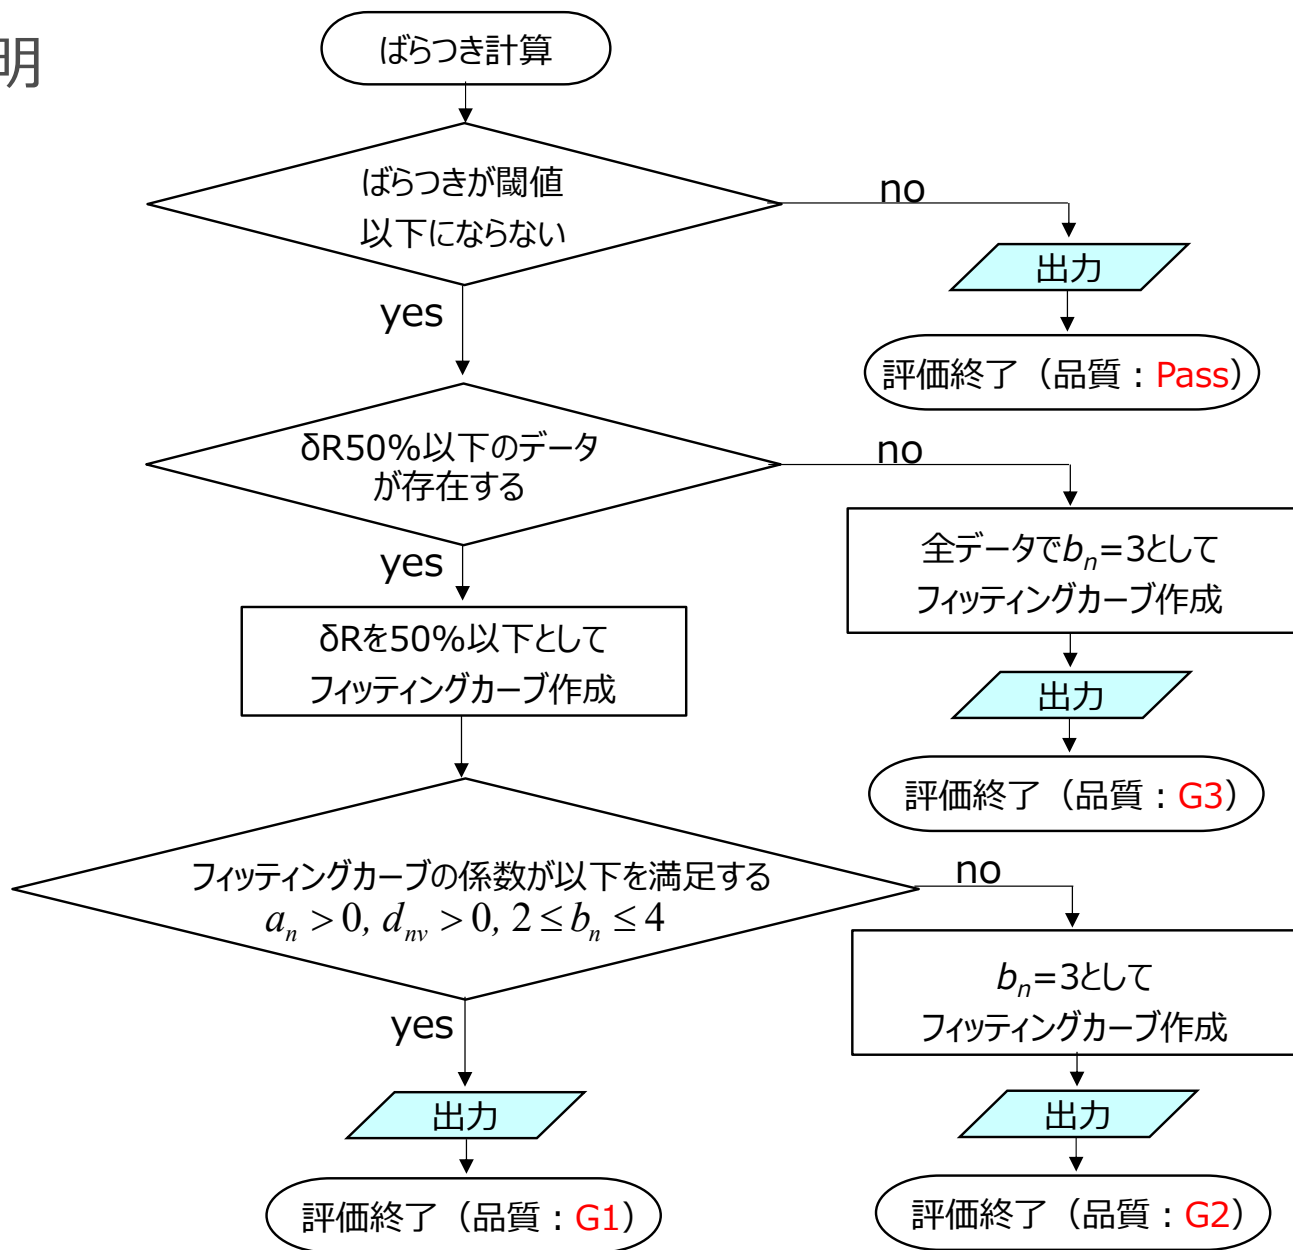 明
ばらつき計算
ばらつきが閾値
以下にならない
no
出力
評価終了（品質：Pass）
yes
δR50%以下のデータ
が存在する
no
全データでbn=3として
フィッティングカーブ作成
出力
評価終了（品質：G3）
yes
δRを50%以下として
フィッティングカーブ作成
フィッティングカーブの係数が以下を満足する
an > 0, dnv > 0, 2 ≤ bn ≤ 4
no
bn=3として
フィッティングカーブ作成
出力
評価終了（品質：G2）
yes
出力
評価終了（品質：G1）